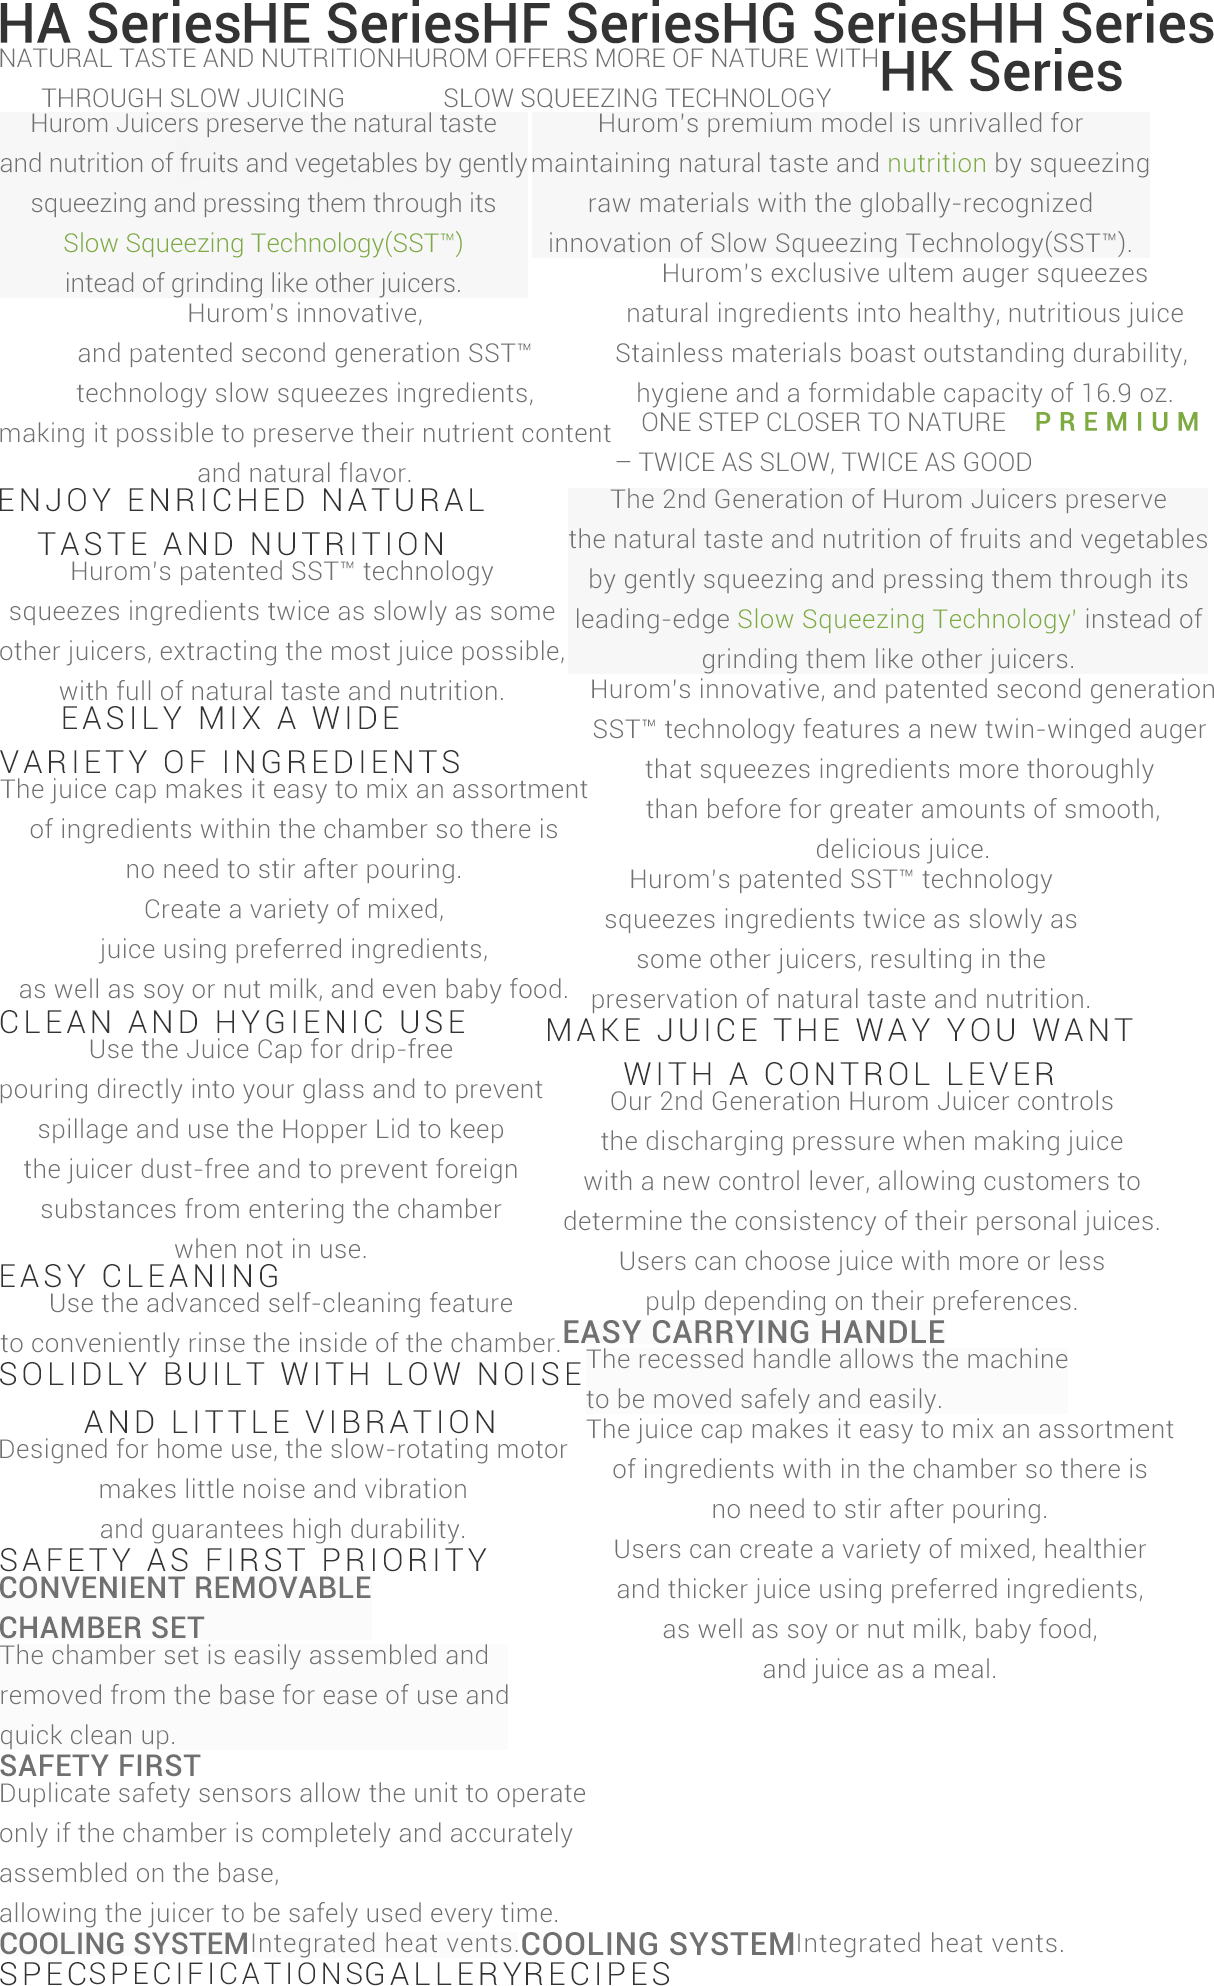 HA SeriesHE SeriesHF SeriesHG SeriesHH Series
HK Series
NATURAL TASTE AND NUTRITION
THROUGH SLOW JUICING
HUROM OFFERS MORE OF NATURE WITH
SLOW SQUEEZING TECHNOLOGY
Hurom Juicers preserve the natural taste
and nutrition of fruits and vegetables by gently
squeezing and pressing them through its
Slow Squeezing Technology(SST™)
intead of grinding like other juicers.
Hurom's premium model is unrivalled for
maintaining natural taste and nutrition by squeezing
raw materials with the globally-recognized
innovation of Slow Squeezing Technology(SST™).
Hurom's exclusive ultem auger squeezes
natural ingredients into healthy, nutritious juice
Stainless materials boast outstanding durability,
hygiene and a formidable capacity of 16.9 oz.
Hurom's innovative,
and patented second generation SST™
technology slow squeezes ingredients,
making it possible to preserve their nutrient content
and natural flavor.
ONE STEP CLOSER TO NATURE
– TWICE AS SLOW, TWICE AS GOOD
PREMIUM
ENJOY ENRICHED NATURAL
TASTE AND NUTRITION
Hurom's patented SST™ technology
squeezes ingredients twice as slowly as some
other juicers, extracting the most juice possible,
with full of natural taste and nutrition.
The 2nd Generation of Hurom Juicers preserve
the natural taste and nutrition of fruits and vegetables
by gently squeezing and pressing them through its
leading-edge Slow Squeezing Technology' instead of
grinding them like other juicers.
Hurom's innovative, and patented second generation
SST™ technology features a new twin-winged auger
that squeezes ingredients more thoroughly
than before for greater amounts of smooth,
delicious juice.
EASILY MIX A WIDE
VARIETY OF INGREDIENTS
The juice cap makes it easy to mix an assortment
of ingredients within the chamber so there is
no need to stir after pouring.
Create a variety of mixed,
juice using preferred ingredients,
as well as soy or nut milk, and even baby food.
Hurom's patented SST™ technology
squeezes ingredients twice as slowly as
some other juicers, resulting in the
preservation of natural taste and nutrition.
CLEAN AND HYGIENIC USE
Use the Juice Cap for drip-free
pouring directly into your glass and to prevent
spillage and use the Hopper Lid to keep
the juicer dust-free and to prevent foreign
substances from entering the chamber
when not in use.
MAKE JUICE THE WAY YOU WANT
WITH A CONTROL LEVER
Our 2nd Generation Hurom Juicer controls
the discharging pressure when making juice
with a new control lever, allowing customers to
determine the consistency of their personal juices.
Users can choose juice with more or less
pulp depending on their preferences.
EASY CLEANING
Use the advanced self-cleaning feature
to conveniently rinse the inside of the chamber.
EASY CARRYING HANDLE
The recessed handle allows the machine
to be moved safely and easily.
SOLIDLY BUILT WITH LOW NOISE
AND LITTLE VIBRATION
Designed for home use, the slow-rotating motor
makes little noise and vibration
and guarantees high durability.
The juice cap makes it easy to mix an assortment
of ingredients with in the chamber so there is
no need to stir after pouring.
Users can create a variety of mixed, healthier
and thicker juice using preferred ingredients,
as well as soy or nut milk, baby food,
and juice as a meal.
SAFETY AS FIRST PRIORITY
CONVENIENT REMOVABLE
CHAMBER SET
The chamber set is easily assembled and
removed from the base for ease of use and
quick clean up.
SAFETY FIRST
Duplicate safety sensors allow the unit to operate
only if the chamber is completely and accurately
assembled on the base,
allowing the juicer to be safely used every time.
COOLING SYSTEMIntegrated heat vents.COOLING SYSTEMIntegrated heat vents.
SPECSPECIFICATIONSGALLERYRECIPES